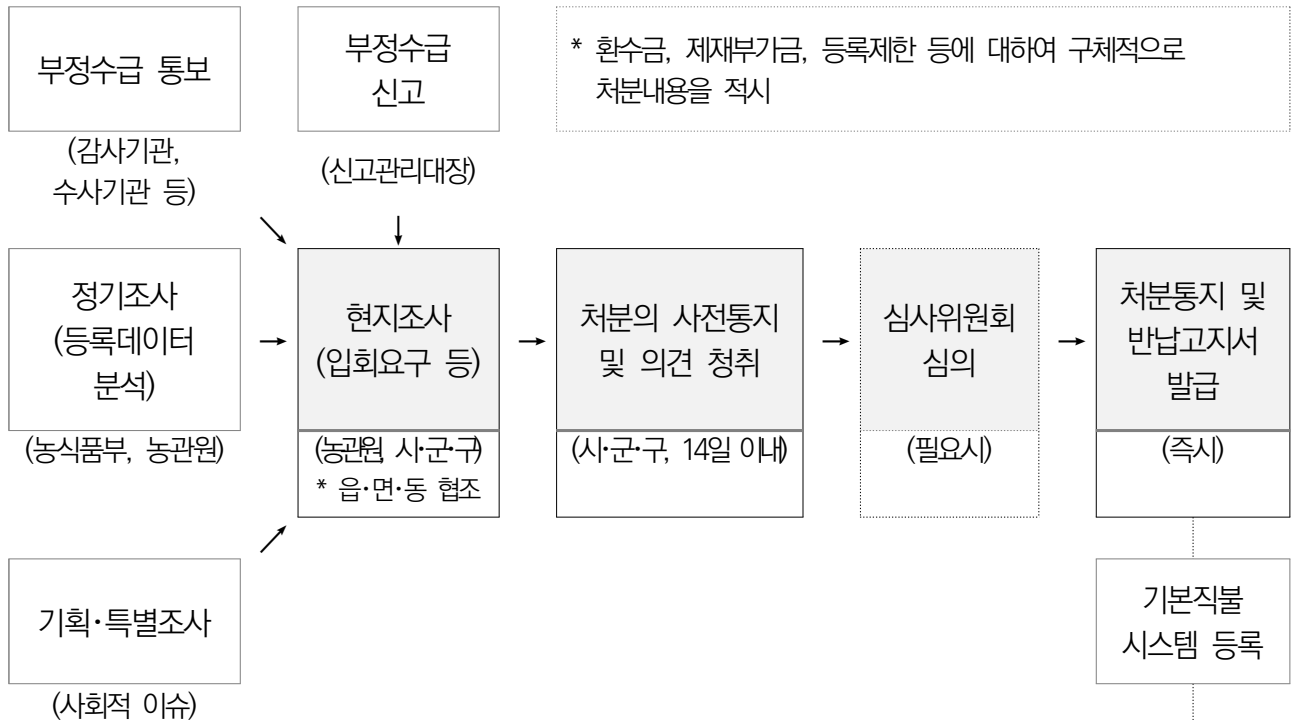 부정수급 통보
(감사기관,
수사기관 등)
부정수급
신고
(신고관리대장)
* 환수금, 제재부가금, 등록제한 등에 대하여 구체적으로
처분내용을 적시
정기조사
(등록데이터
분석)
(농식품부, 농관원)
현지조사
(입회요구 등)
(농관원, 시·군·구)
* 읍·면·동 협조
처분의 사전통지
및 의견 청취
(시·군·구, 14일 이내)
심사위원회
심의
(필요시)
처분통지 및
반납고지서
발급
(즉시)
기획·특별조사
(사회적 이슈)
기본직불
시스템 등록